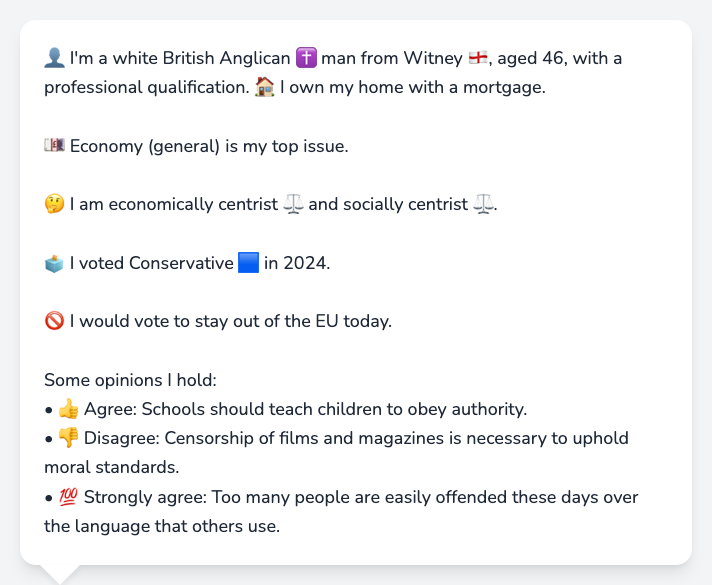 👤 I'm a white British Anglican ✝️ man from Witney 🏴󠁧󠁢󠁥󠁮󠁧󠁿, aged 46, with a
professional qualification. 🏠 I own my home with a mortgage.
💷 Economy (general) is my top issue.
🤔 I am economically centrist ⚖️ and socially centrist ⚖️.
🗳️ I voted Conservative 🟦 in 2024.
🚫 I would vote to stay out of the EU today.
Some opinions I hold:
• 👍 Agree: Schools should teach children to obey authority.
• 👎 Disagree: Censorship of films and magazines is necessary to uphold
moral standards.
• 💯 Strongly agree: Too many people are easily offended these days over
the language that others use.